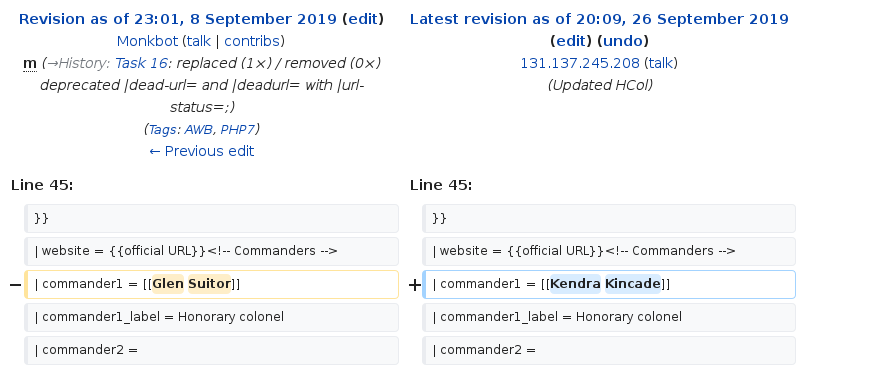 Revision as of 23:01, 8 September 2019 (edit)
Monkbot (talk | contribs)
m (→History: Task 16: replaced (1×) / removed (0×)
deprecated |dead-url= and |deadurl= with |url-
status=;)
(Tags: AWB, PHP7)
← Previous edit
Latest revision as of 20:09, 26 September 2019
(edit) (undo)
131.137.245.208 (talk)
(Updated HCol)
Line 45:
Line 45:
}}
}}
| website = {{official URL}}<!-- Commanders -->
| website = {{official URL}}<!-- Commanders -->
− | commander1 = [[Glen Suitor]]
+ | commander1 = [[Kendra Kincade]]
| commander1_label = Honorary colonel
| commander1_label = Honorary colonel
| commander2 =
| commander2 =